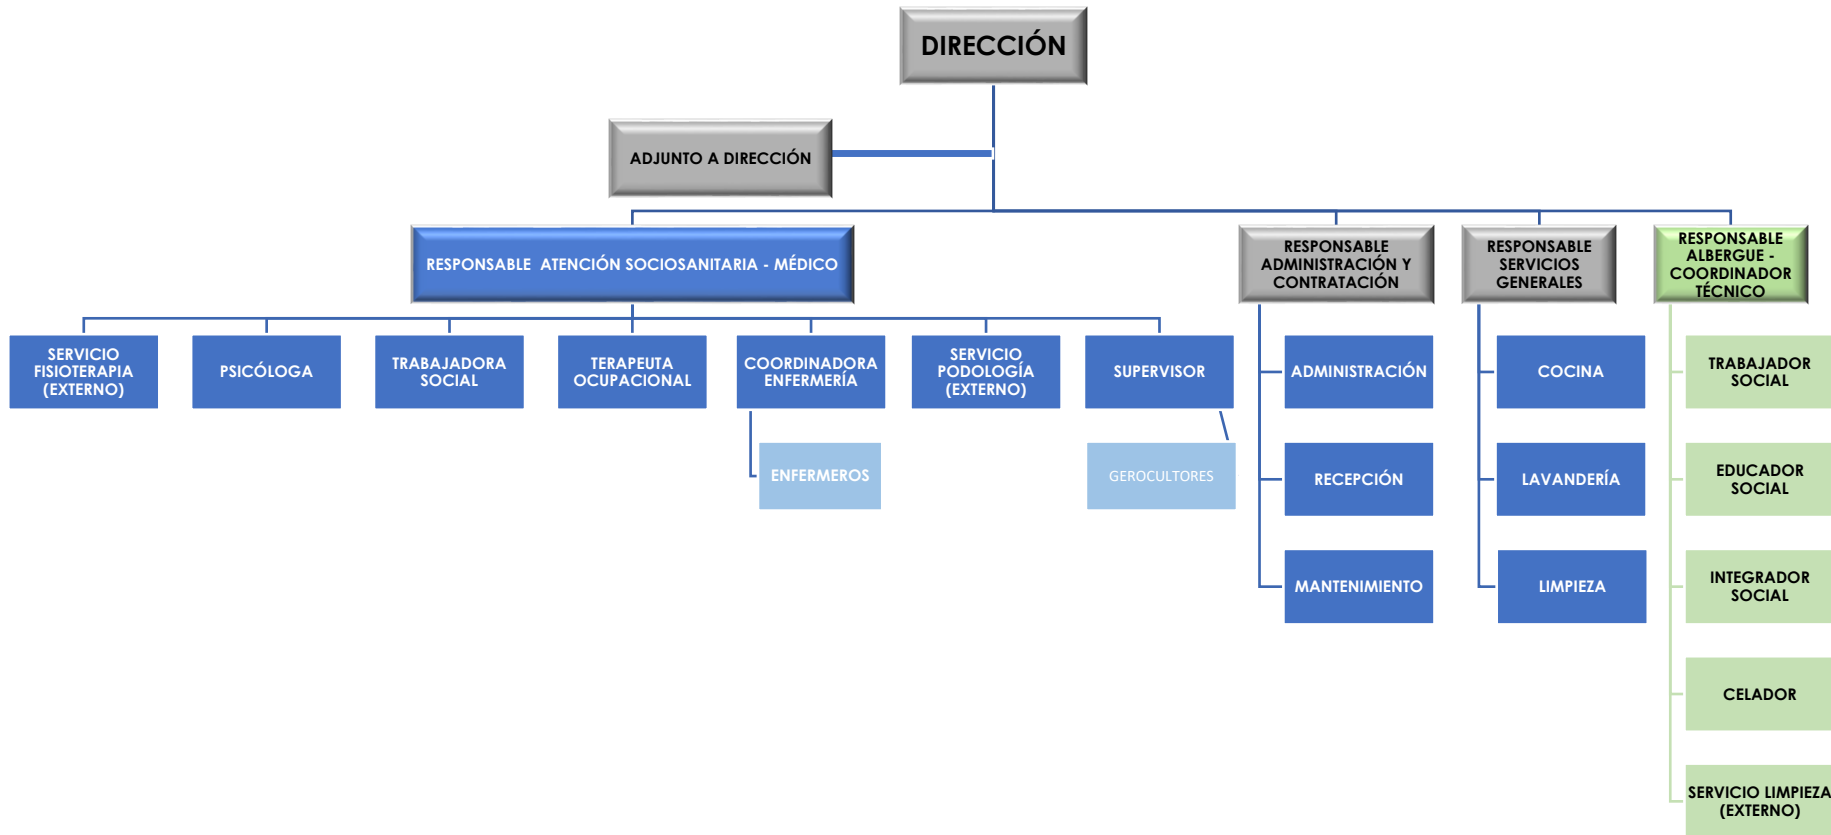 DIRECCIÓN
ADJUNTO A DIRECCIÓN
RESPONSABLE ATENCIÓN SOCIOSANITARIA - MÉDICO
RESPONSABLE
ADMINISTRACIÓN Y
CONTRATACIÓN
RESPONSABLE
SERVICIOS
GENERALES
RESPONSABLE
ALBERGUE -
COORDINADOR
TÉCNICO
SERVICIO
FISIOTERAPIA
(EXTERNO)
PSICÓLOGA
TRABAJADORA
SOCIAL
TERAPEUTA
OCUPACIONAL
COORDINADORA
ENFERMERÍA
SERVICIO
PODOLOGÍA
(EXTERNO)
SUPERVISOR
ADMINISTRACIÓN
COCINA
TRABAJADOR
SOCIAL
ENFERMEROS
GEROCULTORES
RECEPCIÓN
LAVANDERÍA
EDUCADOR
SOCIAL
MANTENIMIENTO
LIMPIEZA
INTEGRADOR
SOCIAL
CELADOR
SERVICIO LIMPIEZA
(EXTERNO)